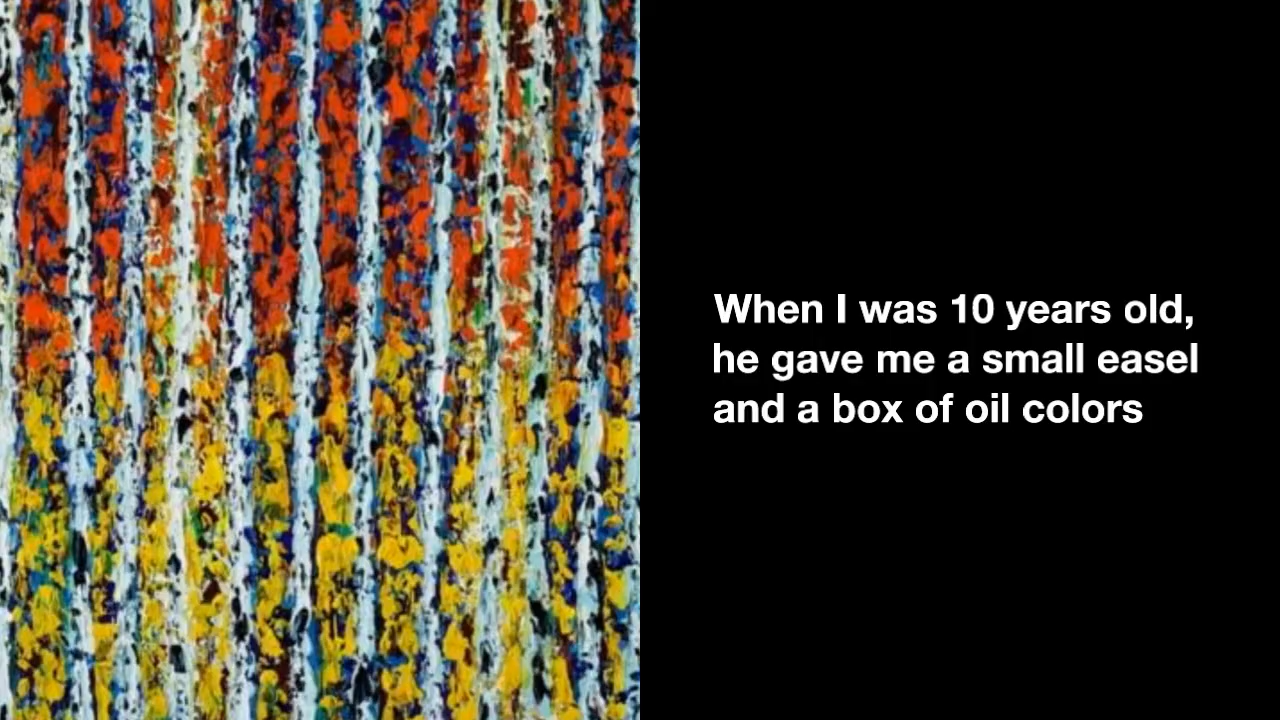 When I was 10 years old,
he gave me a small easel
and a box of oil colors